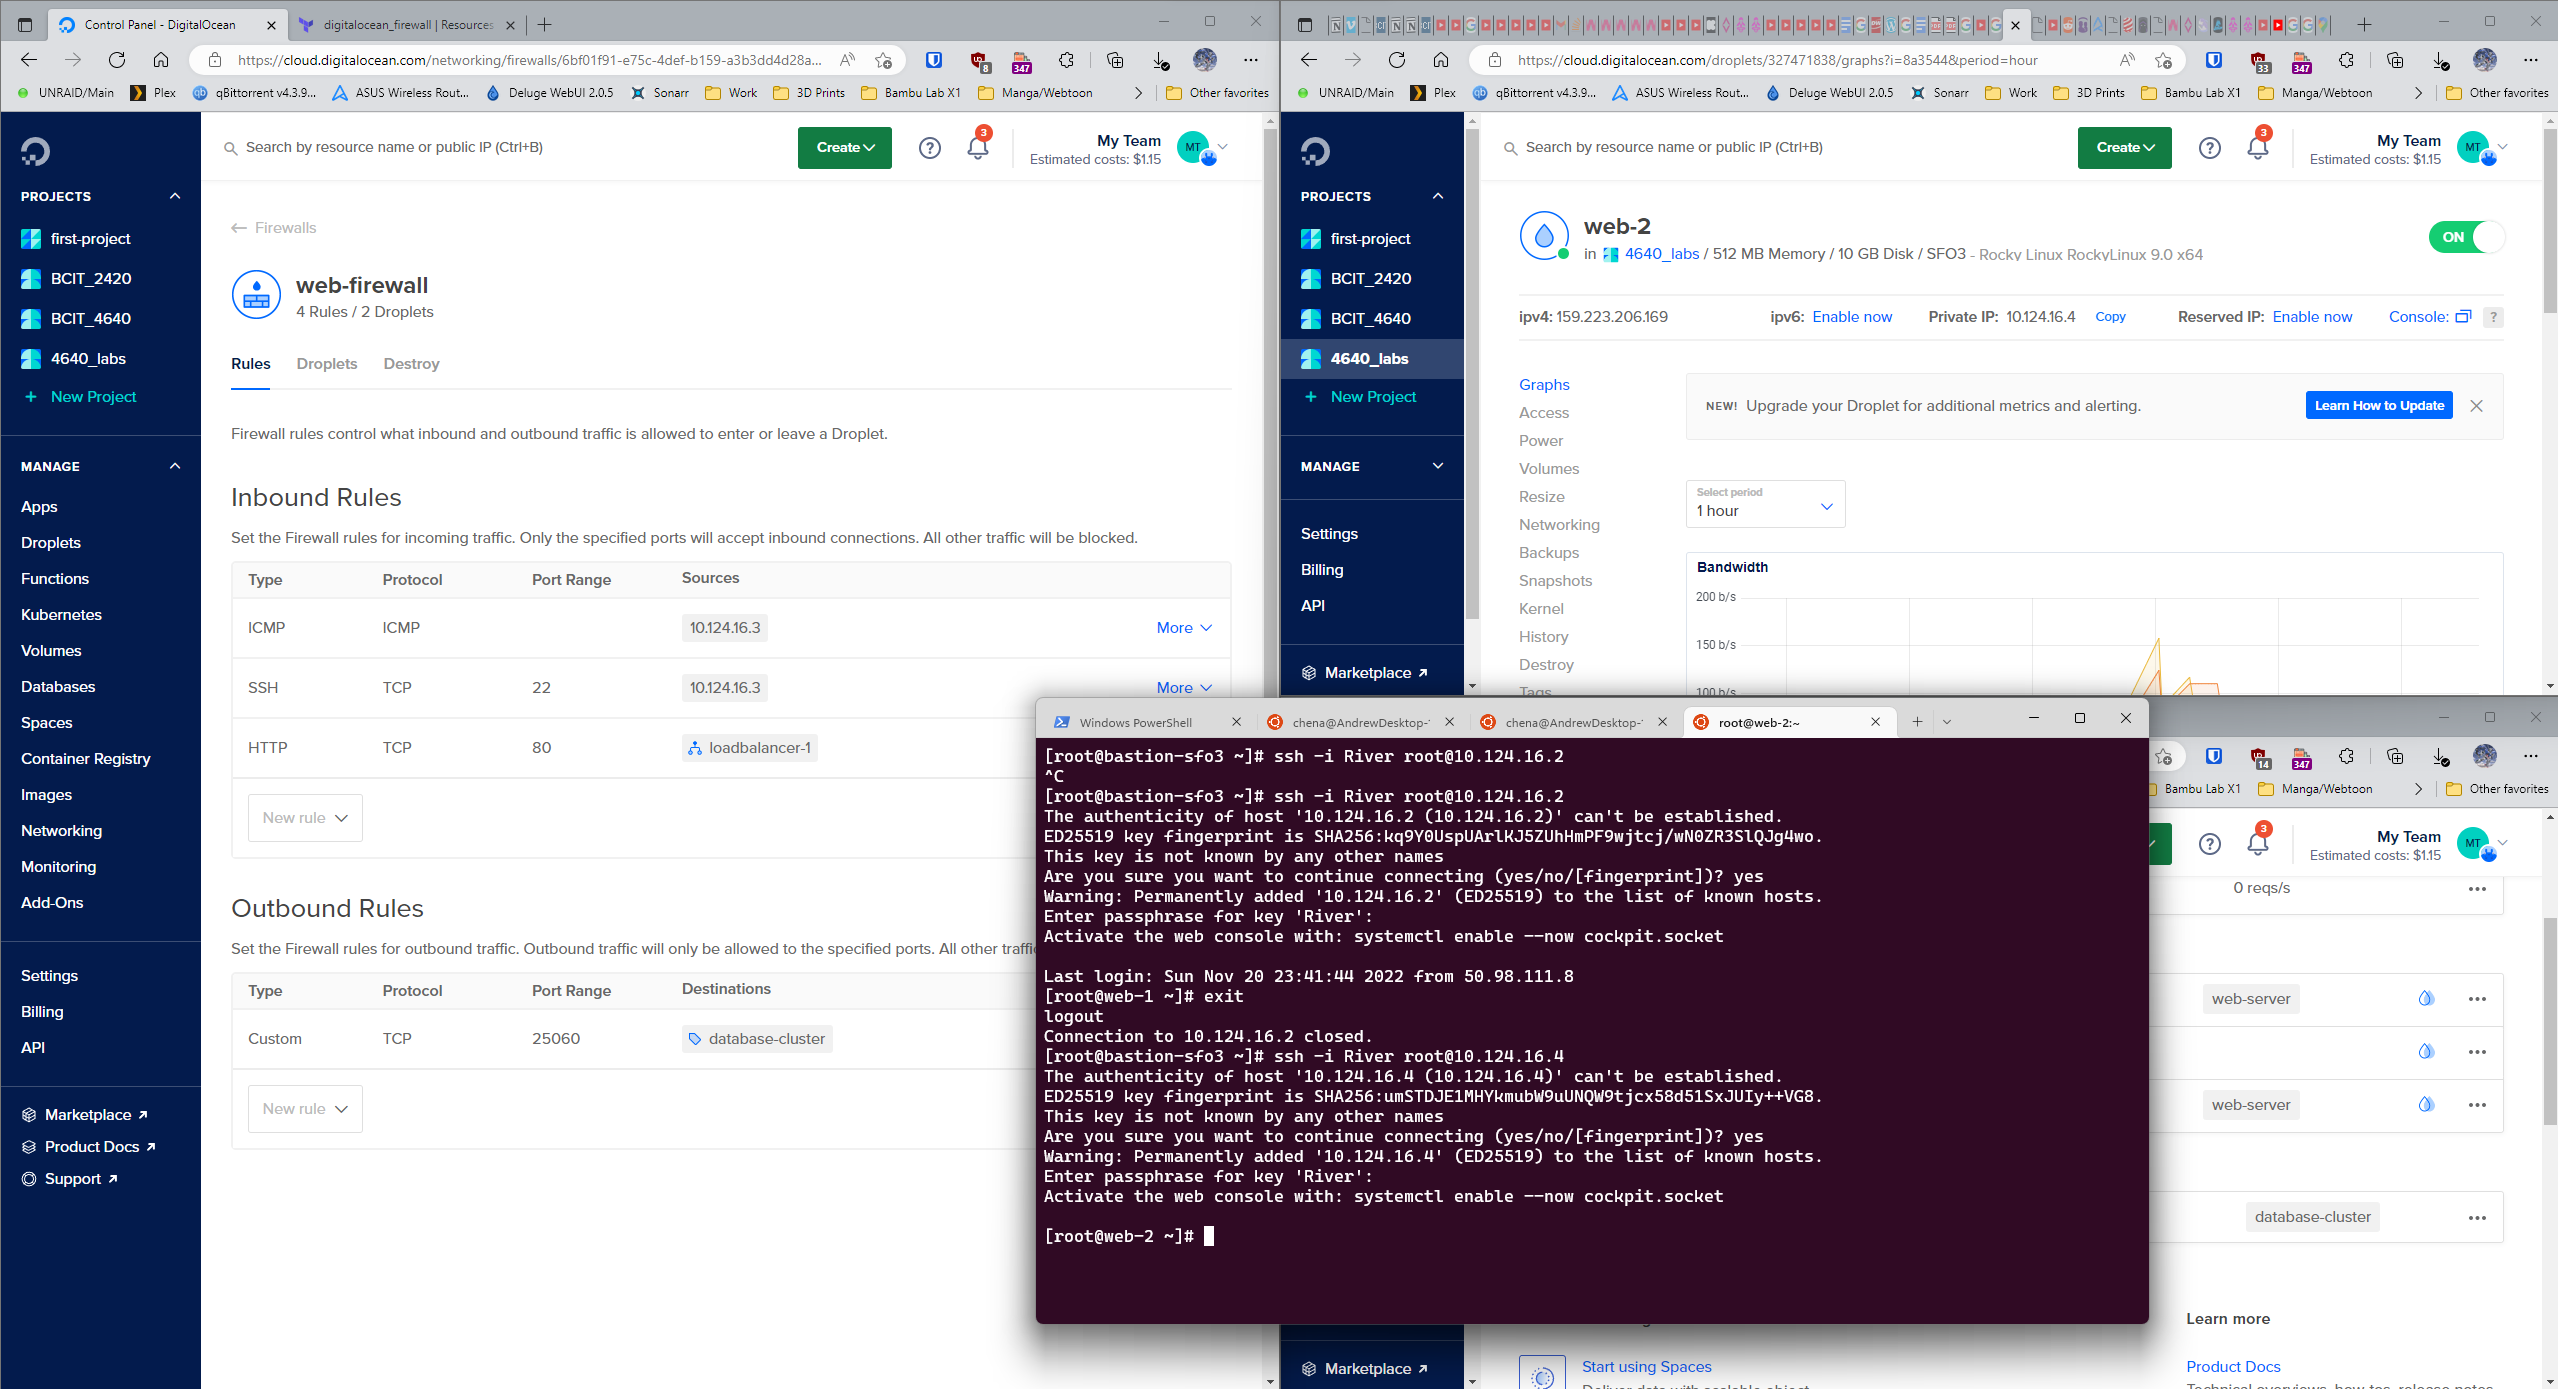 Control Panel - DigitalOcean
digitalocean_firewall | Resources
https://cloud.digitalocean.com/networking/firewalls/6bf01f91-e75c-4def-b159-a3b3dd4d28a...
8
347
UNRAID/Main
Plex
qBittorrent v4.3.9...
ASUS Wireless Rout...
Deluge WebUI 2.0.5
Sonarr
Work
3D Prints
Bambu Lab X1
Manga/Webtoon
Other favorites
PROJECTS
first-project
BCIT_2420
BCIT_4640
4640_labs
+ New Project
MANAGE
Apps
Droplets
Functions
Kubernetes
Volumes
Databases
Spaces
Container Registry
Images
Networking
Monitoring
Add-Ons
Settings
Billing
API
Marketplace
Product Docs
Support
Search by resource name or public IP (Ctrl+B)
Create
3
My Team
Estimated costs: $1.15
MT
Firewalls
web-firewall
4 Rules / 2 Droplets
Rules
Droplets
Destroy
Firewall rules control what inbound and outbound traffic is allowed to enter or leave a Droplet.
Inbound Rules
Set the Firewall rules for incoming traffic. Only the specified ports will accept inbound connections. All other traffic will be blocked.
Type Protocol Port Range Sources
ICMP ICMP 10.124.16.3 More
SSH TCP 22 10.124.16.3 More
HTTP TCP 80 loadbalancer-1
New rule
Outbound Rules
Set the Firewall rules for outbound traffic. Outbound traffic will only be allowed to the specified ports. All other
Type Protocol Port Range Destinations
Custom TCP 25060 database-cluster
New rule
https://cloud.digitalocean.com/droplets/327471838/graphs?i=8a3544&period=hour
33
347
UNRAID/Main
Plex
qBittorrent v4.3.9...
ASUS Wireless Rout...
Deluge WebUI 2.0.5
Sonarr
Work
3D Prints
Bambu Lab X1
Manga/Webtoon
Other favorites
PROJECTS
first-project
BCIT_2420
BCIT_4640
4640_labs
+ New Project
MANAGE
Settings
Billing
API
Marketplace
Search by resource name or public IP (Ctrl+B)
Create
3
My Team
Estimated costs: $1.15
MT
web-2
in 4640_labs / 512 MB Memory / 10 GB Disk / SFO3 - Rocky Linux RockyLinux 9.0 x64
ON
ipv4: 159.223.206.169 ipv6: Enable now Private IP: 10.124.16.4 Copy Reserved IP: Enable now Console: ?
Graphs
Access
Power
Volumes
Resize
Networking
Backups
Snapshots
Kernel
History
Destroy
Tags
NEW! Upgrade your Droplet for additional metrics and alerting.
Learn How to Update
Select period
1 hour
Bandwidth
200 b/s
150 b/s
100 b/s
Windows PowerShell
chena@AndrewDesktop-
chena@AndrewDesktop-
root@web-2:~
[root@bastion-sfo3 ~]# ssh -i River root@10.124.16.2
^C
[root@bastion-sfo3 ~]# ssh -i River root@10.124.16.2
The authenticity of host '10.124.16.2 (10.124.16.2)' can't be established.
ED25519 key fingerprint is SHA256:kq9Y0UspUArlKJ5ZUhHmPF9wjtcj/wN0ZR3SlQJg4wo.
This key is not known by any other names
Are you sure you want to continue connecting (yes/no/[fingerprint])? yes
Warning: Permanently added '10.124.16.2' (ED25519) to the list of known hosts.
Enter passphrase for key 'River':
Activate the web console with: systemctl enable --now cockpit.socket
Last login: Sun Nov 20 23:41:44 2022 from 50.98.111.8
[root@web-1 ~]# exit
logout
Connection to 10.124.16.2 closed.
[root@bastion-sfo3 ~]# ssh -i River root@10.124.16.4
The authenticity of host '10.124.16.4 (10.124.16.4)' can't be established.
ED25519 key fingerprint is SHA256:umSTDJE1MHYkmubW9uUNQW9tjcx58d51SxJUIy++VG8.
This key is not known by any other names
Are you sure you want to continue connecting (yes/no/[fingerprint])? yes
Warning: Permanently added '10.124.16.4' (ED25519) to the list of known hosts.
Enter passphrase for key 'River':
Activate the web console with: systemctl enable --now cockpit.socket
[root@web-2 ~]#
14
347
Bambu Lab X1
Manga/Webtoon
Other favorites
3
My Team
Estimated costs: $1.15
MT
0 reqs/s
web-server
web-server
database-cluster
Marketplace
Start using Spaces
Learn more
Product Docs